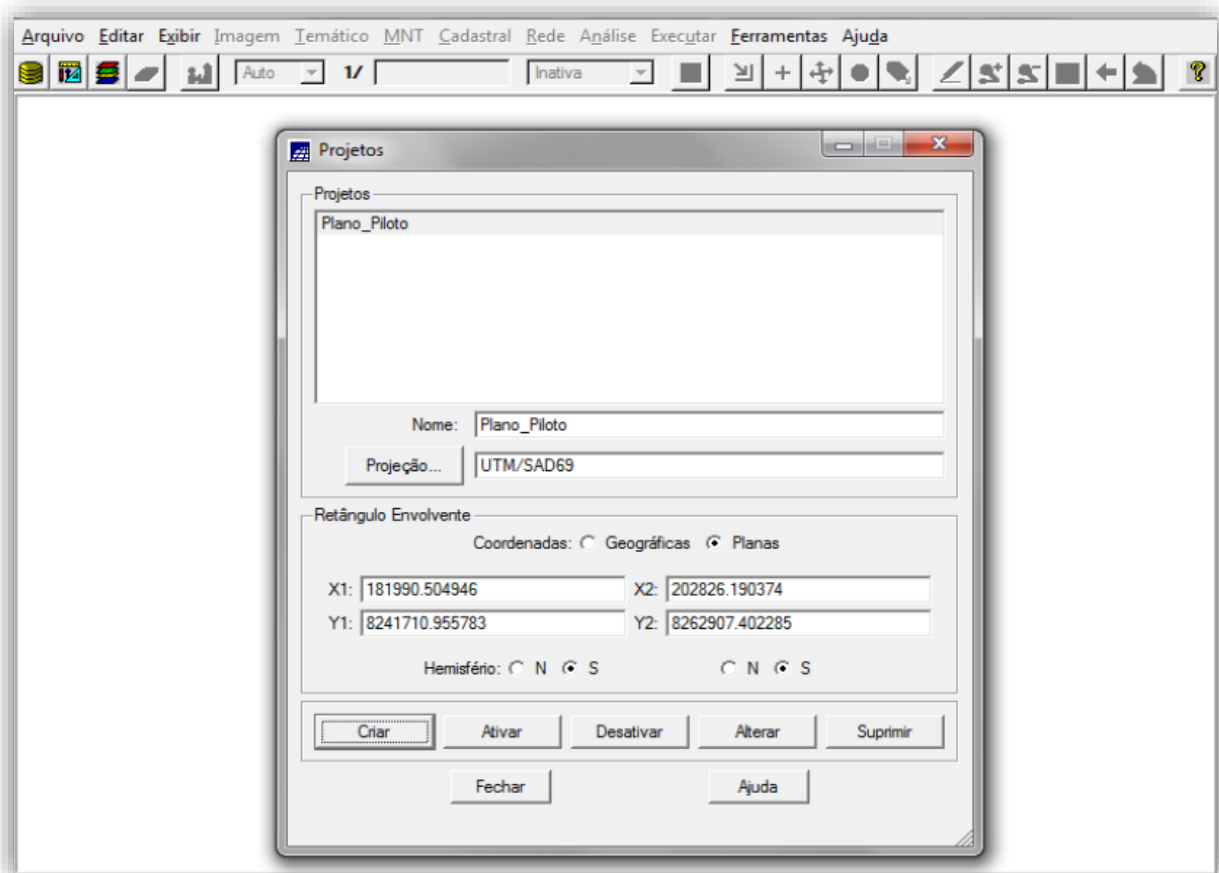 Arquivo Editar Exibir Imagem Temático MNT Cadastral Rede Análise Executar Ferramentas Ajuda
Auto 1/ Inativa
Projetos
Projetos
Plano_Piloto
Nome: Plano_Piloto
Projeção... UTM/SAD69
Retângulo Envolvente
Coordenadas: Geográficas Planas
X1: 181990.504946 X2: 202826.190374
Y1: 8241710.955783 Y2: 8262907.402285
Hemisfério: N S N S
Criar Ativar Desativar Alterar Suprimir
Fechar Ajuda